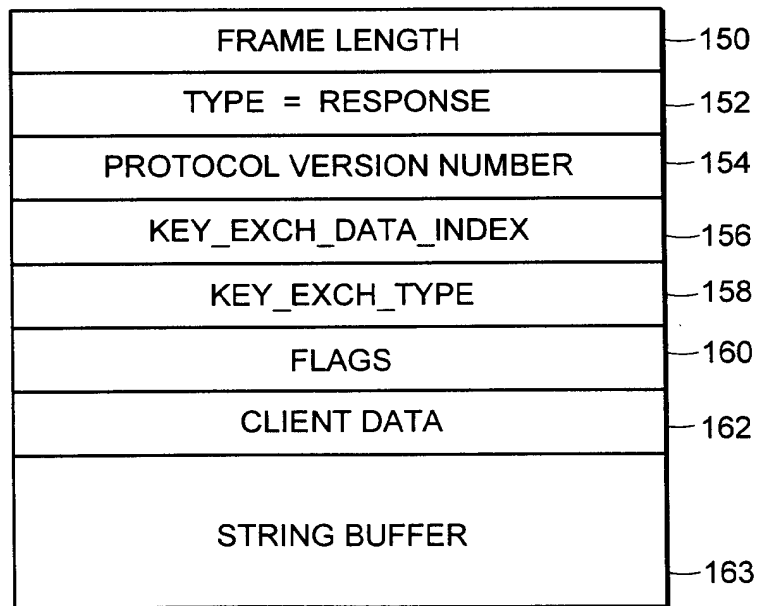 FRAME LENGTH 150
TYPE = RESPONSE 152
PROTOCOL VERSION NUMBER 154
KEY_EXCH_DATA_INDEX 156
KEY_EXCH_TYPE 158
FLAGS 160
CLIENT DATA 162
STRING BUFFER
163